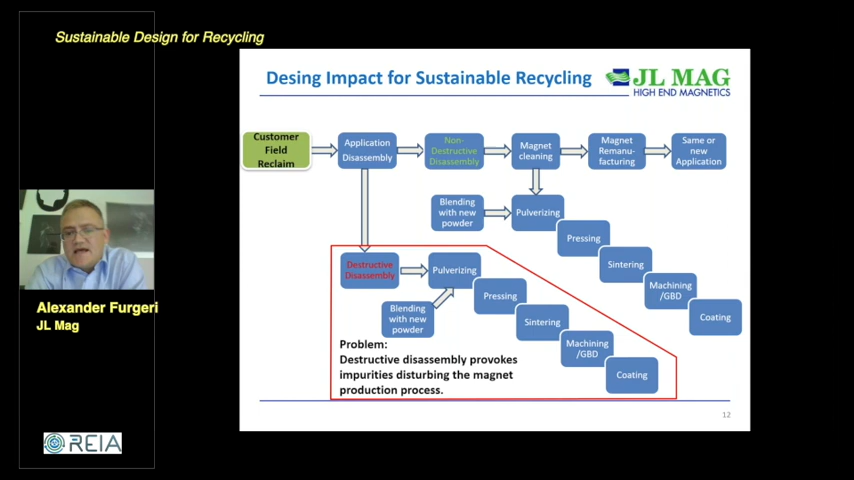 Sustainable Design for Recycling
Desing Impact for Sustainable Recycling
JL MAG
HIGH END MAGNETICS
Customer
Field
Reclaim
Application
Disassembly
Non-
Destructive
Disassembly
Magnet
cleaning
Magnet
Remanu-
facturing
Same or
new
Application
Blending
with new
powder
Pulverizing
Pressing
Sintering
Machining
/GBD
Coating
Destructive
Disassembly
Pulverizing
Blending
with new
powder
Pressing
Sintering
Machining
/GBD
Coating
Problem:
Destructive disassembly provokes
impurities disturbing the magnet
production process.
12
Alexander Furgeri
JL Mag
REIA